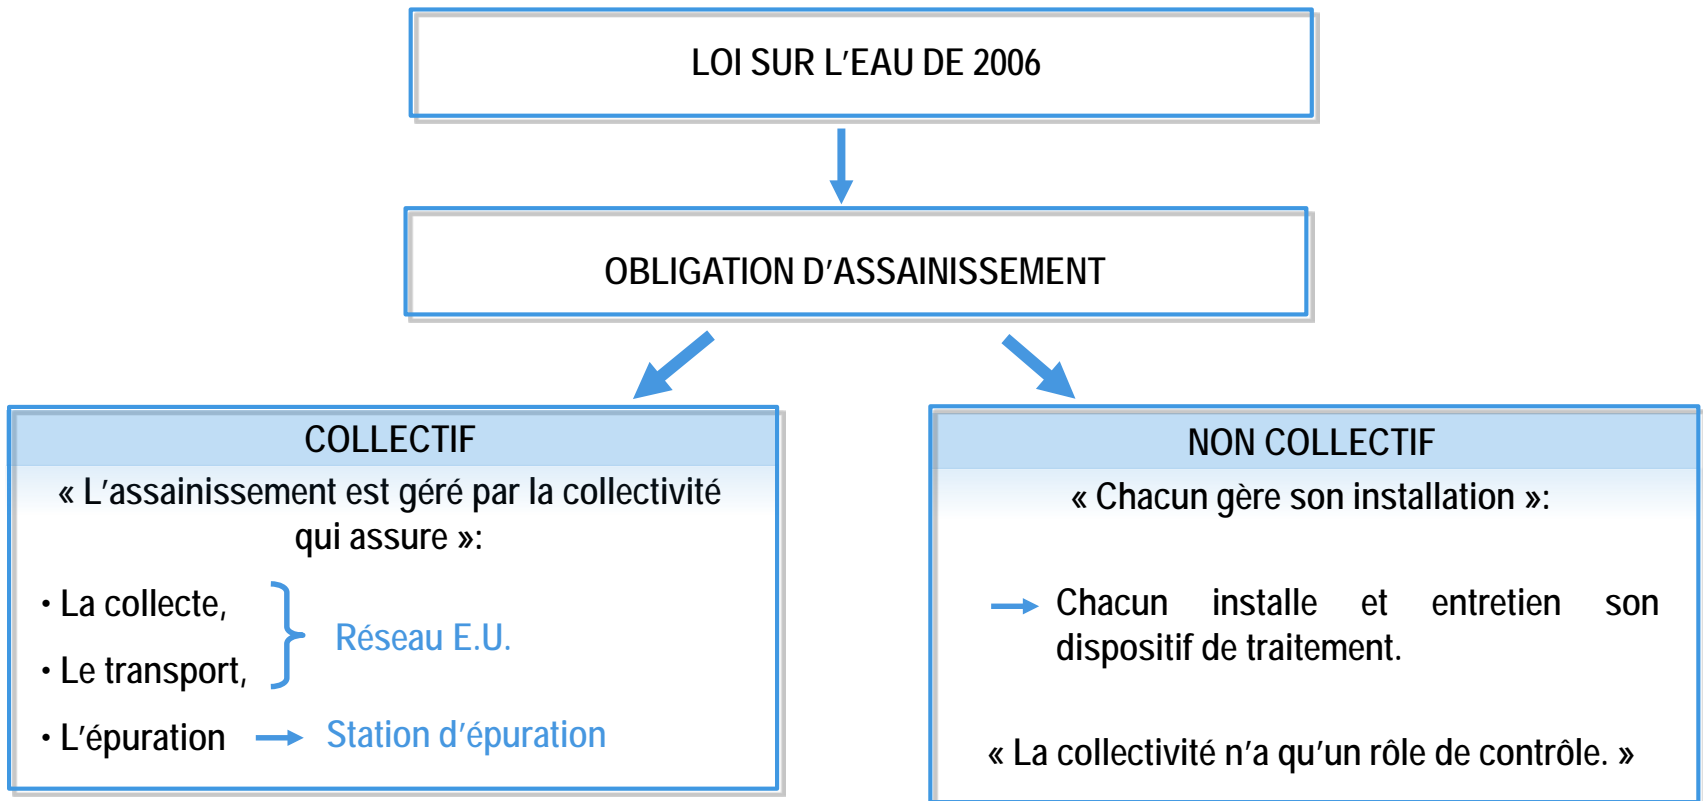 LOI SUR L'EAU DE 2006
OBLIGATION D'ASSAINISSEMENT
COLLECTIF
« L'assainissement est géré par la collectivité
qui assure »:
• La collecte,
Réseau E.U.
• Le transport,
• L'épuration
Station d'épuration
NON COLLECTIF
« Chacun gère son installation »:
Chacun installe et entretien son
dispositif de traitement.
« La collectivité n'a qu'un rôle de contrôle. »